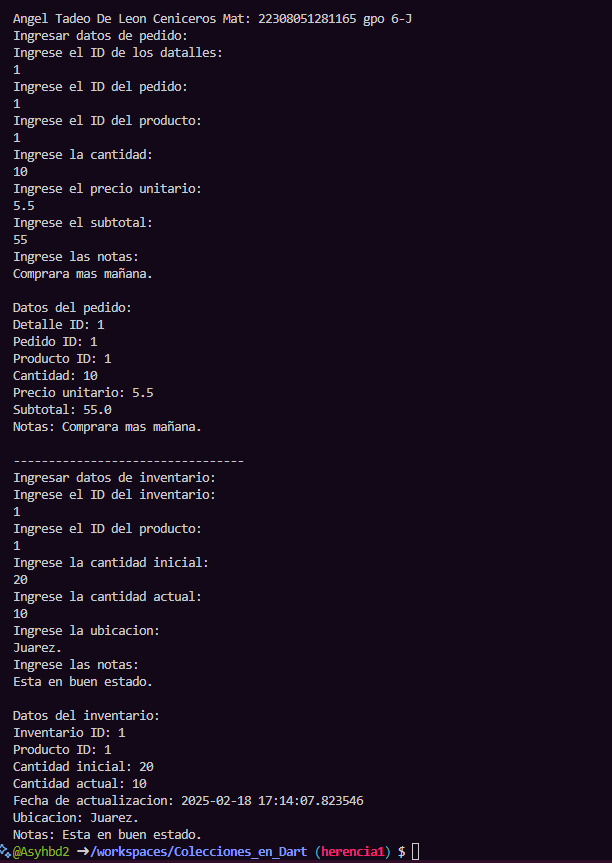 Angel Tadeo De Leon Ceniceros Mat: 22308051281165 gpo 6-J
Ingresar datos de pedido:
Ingrese el ID de los datalles:
1
Ingrese el ID del pedido:
1
Ingrese el ID del producto:
1
Ingrese la cantidad:
10
Ingrese el precio unitario:
5.5
Ingrese el subtotal:
55
Ingrese las notas:
Comprara mas mañana.
Datos del pedido:
Detalle ID: 1
Pedido ID: 1
Producto ID: 1
Cantidad: 10
Precio unitario: 5.5
Subtotal: 55.0
Notas: Comprara mas mañana.
---------------------------------
Ingresar datos de inventario:
Ingrese el ID del inventario:
1
Ingrese el ID del producto:
1
Ingrese la cantidad inicial:
20
Ingrese la cantidad actual:
10
Ingrese la ubicacion:
Juarez.
Ingrese las notas:
Esta en buen estado.
Datos del inventario:
Inventario ID: 1
Producto ID: 1
Cantidad inicial: 20
Cantidad actual: 10
Fecha de actualizacion: 2025-02-18 17:14:07.823546
Ubicacion: Juarez.
Notas: Esta en buen estado.
@Asyhbd2 ➜/workspaces/Colecciones_en_Dart (herencia1) $